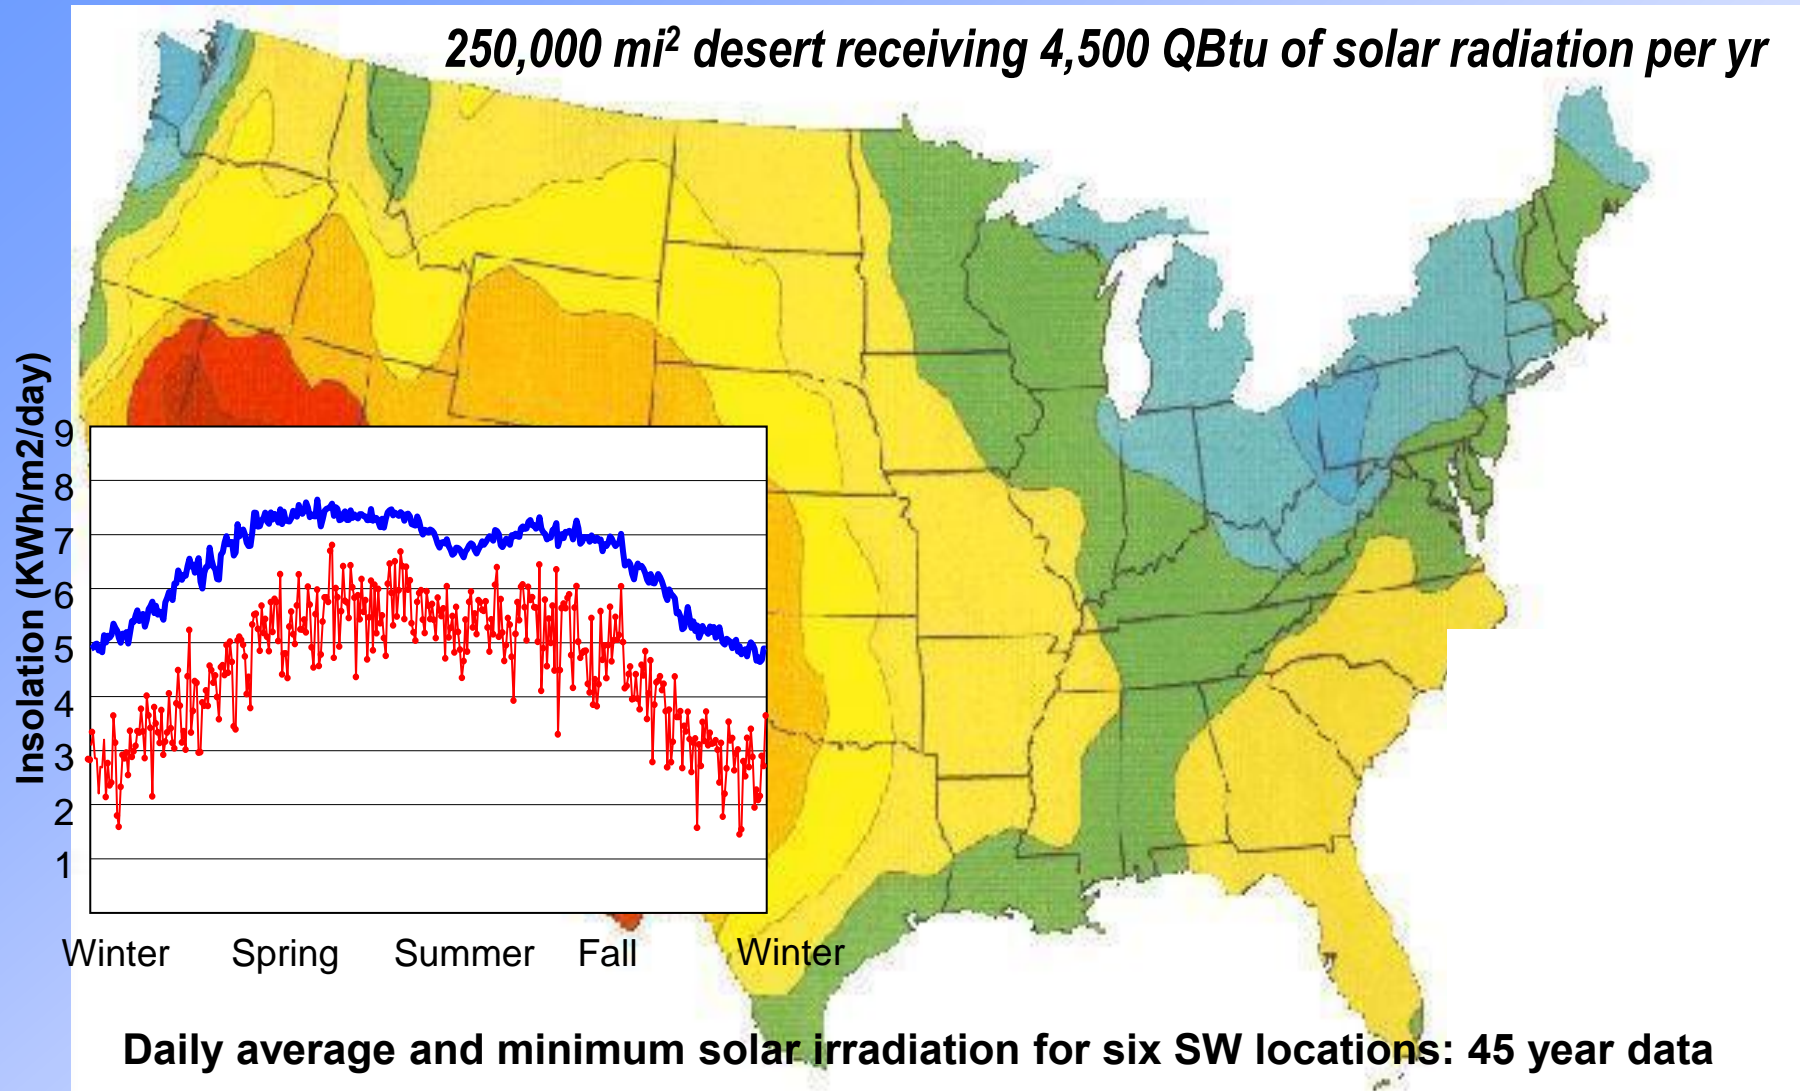 250,000 mi² desert receiving 4,500 QBtu of solar radiation per yr
Insolation (KWh/m2/day)
9
8
7
6
5
4
3
2
1
Winter Spring Summer Fall Winter
Daily average and minimum solar irradiation for six SW locations: 45 year data